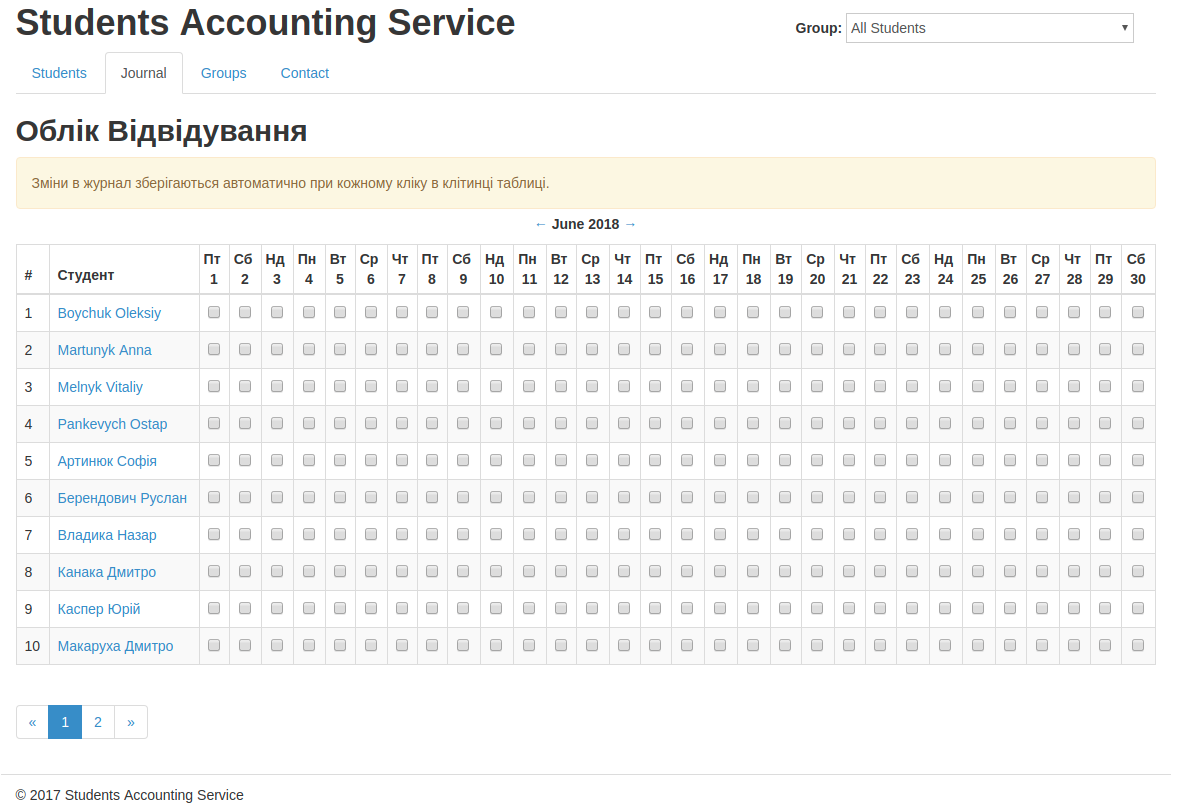 Students Accounting Service
Group: All Students
Students Journal Groups Contact
Облік Відвідування
Зміни в журнал зберігаються автоматично при кожному кліку в клітинці таблиці.
← June 2018 →
# Студент Пт 1 Сб 2 Нд 3 Пн 4 Вт 5 Ср 6 Чт 7 Пт 8 Сб 9 Нд 10 Пн 11 Вт 12 Ср 13 Чт 14 Пт 15 Сб 16 Нд 17 Пн 18 Вт 19 Ср 20 Чт 21 Пт 22 Сб 23 Нд 24 Пн 25 Вт 26 Ср 27 Чт 28 Пт 29 Сб 30
1 Boychuk Oleksiy
2 Martunyk Anna
3 Melnyk Vitaliy
4 Pankevych Ostap
5 Артинюк Софія
6 Берендович Руслан
7 Владика Назар
8 Канака Дмитро
9 Каспер Юрій
10 Макаруха Дмитро
« 1 2 »
© 2017 Students Accounting Service